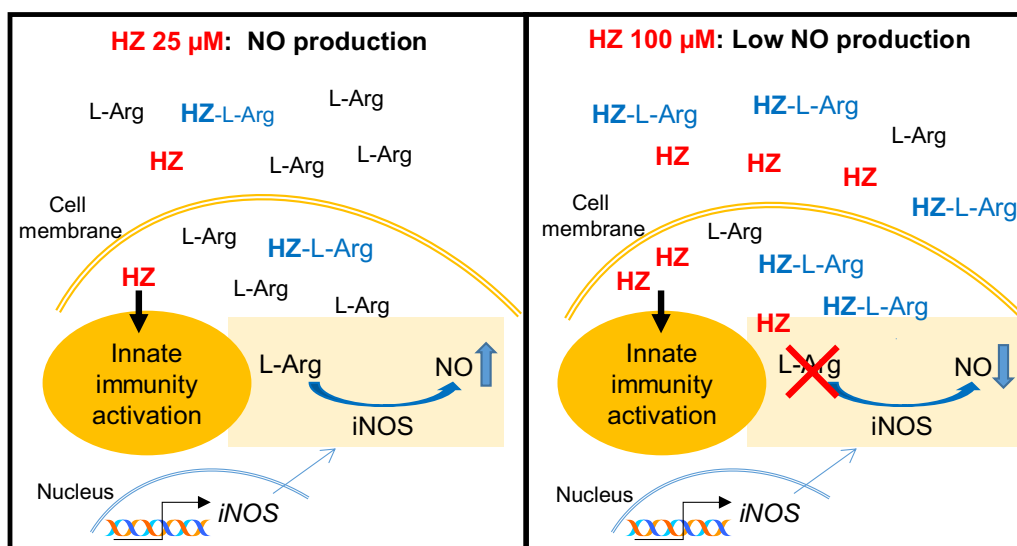 HZ 25 µM: NO production
L-Arg
HZ-L-Arg
L-Arg
HZ
L-Arg
L-Arg
Cell
membrane
L-Arg
HZ-L-Arg
HZ
L-Arg
L-Arg
Innate
immunity
activation
L-Arg
NO
iNOS
Nucleus
iNOS
HZ 100 µM: Low NO production
HZ-L-Arg
HZ-L-Arg
L-Arg
HZ
HZ
HZ
Cell
membrane
HZ-L-Arg
L-Arg
HZ
HZ
HZ-L-Arg
HZ-L-Arg
HZ
Innate
immunity
activation
L-Arg
NO
iNOS
Nucleus
iNOS